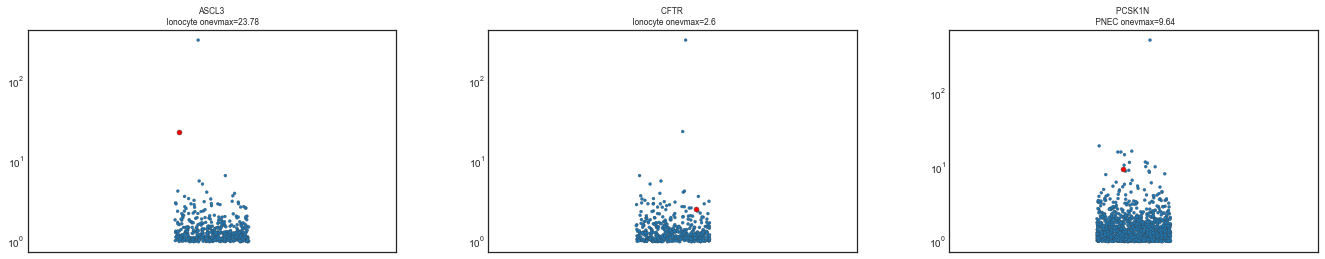 ASCL3
Ionocyte onevmax=23.78
10²
10¹
10⁰
CFTR
Ionocyte onevmax=2.6
10²
10¹
10⁰
PCSK1N
PNEC onevmax=9.64
10²
10¹
10⁰